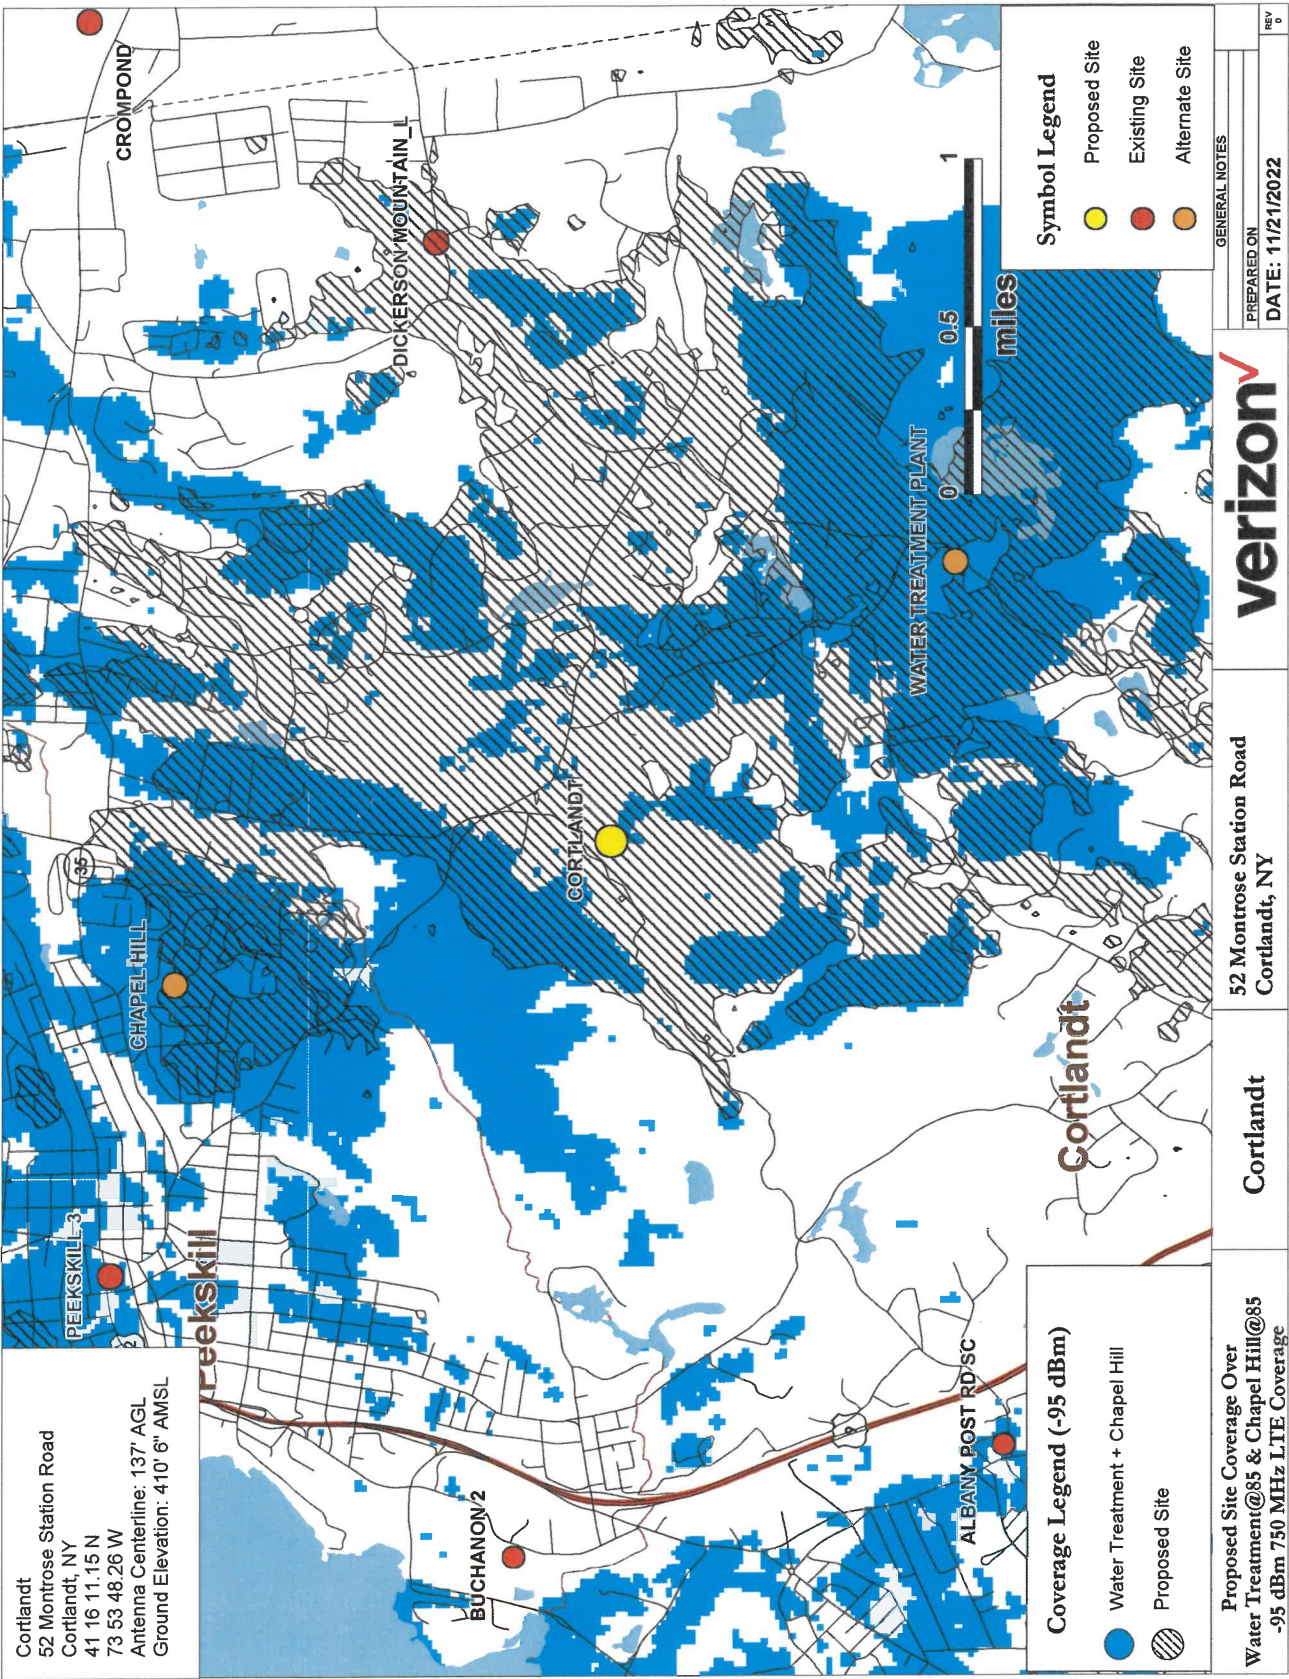 Cortlandt
52 Montrose Station Road
Cortlandt, NY
41 16 11.15 N
73 53 48.26 W
Antenna Centerline: 137' AGL
Ground Elevation: 410' 6" AMSL
PEEKSKILL 3
Peekskill
CHAPEL HILL
35
CROMPOND
DICKERSON MOUNTAIN_L
CORTLANDT
BUCHANON 2
WATER TREATMENT PLANT
ALBANY POST RD SC
Cortlandt
0
0.5
1
miles
Symbol Legend
Proposed Site
Existing Site
Alternate Site
Coverage Legend (-95 dBm)
Water Treatment + Chapel Hill
Proposed Site
Proposed Site Coverage Over
Water Treatment@85 & Chapel Hill@85
-95 dBm 750 MHz LTE Coverage
Cortlandt
52 Montrose Station Road
Cortlandt, NY
verizon
GENERAL NOTES
PREPARED ON
DATE: 11/21/2022
REV
0